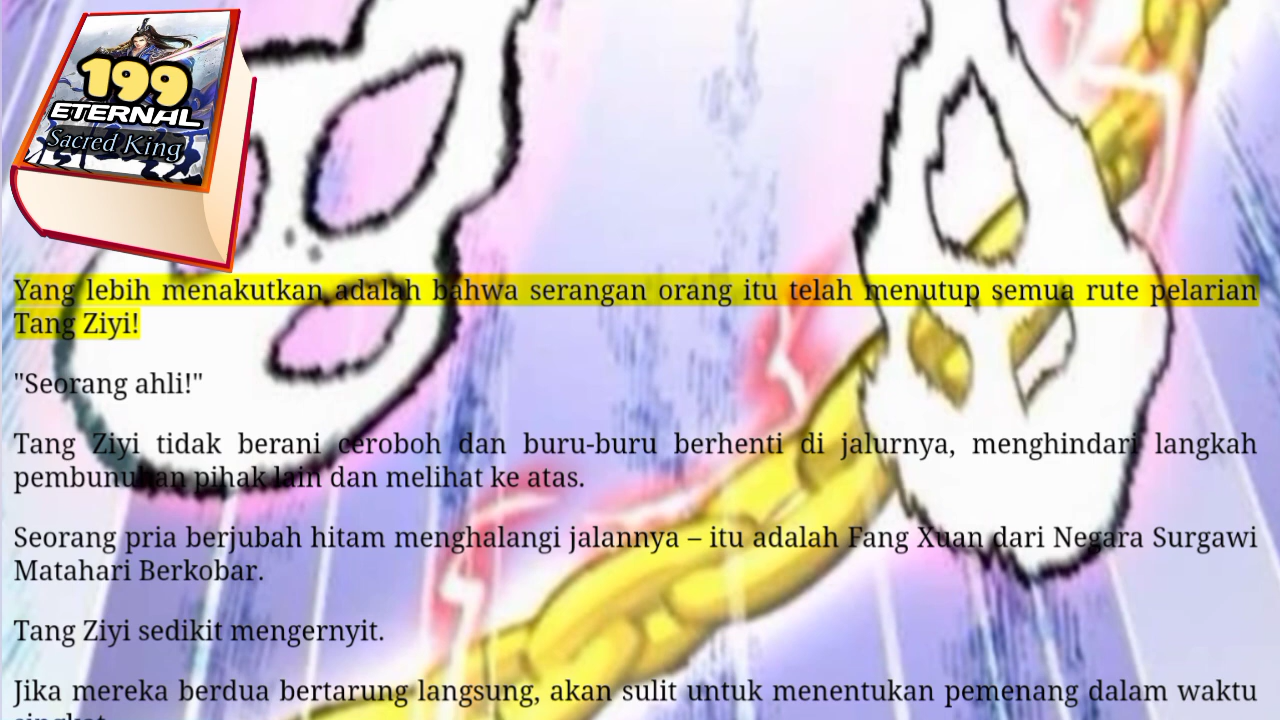 199
ETERNAL
Sacred King
Yang lebih menakutkan adalah bahwa serangan orang itu telah menutup semua rute pelarian
Tang Ziyi!
"Seorang ahli!"
Tang Ziyi tidak berani ceroboh dan buru-buru berhenti di jalurnya, menghindari langkah
pembunuhan pihak lain dan melihat ke atas.
Seorang pria berjubah hitam menghalangi jalannya – itu adalah Fang Xuan dari Negara Surgawi
Matahari Berkobar.
Tang Ziyi sedikit mengernyit.
Jika mereka berdua bertarung langsung, akan sulit untuk menentukan pemenang dalam waktu